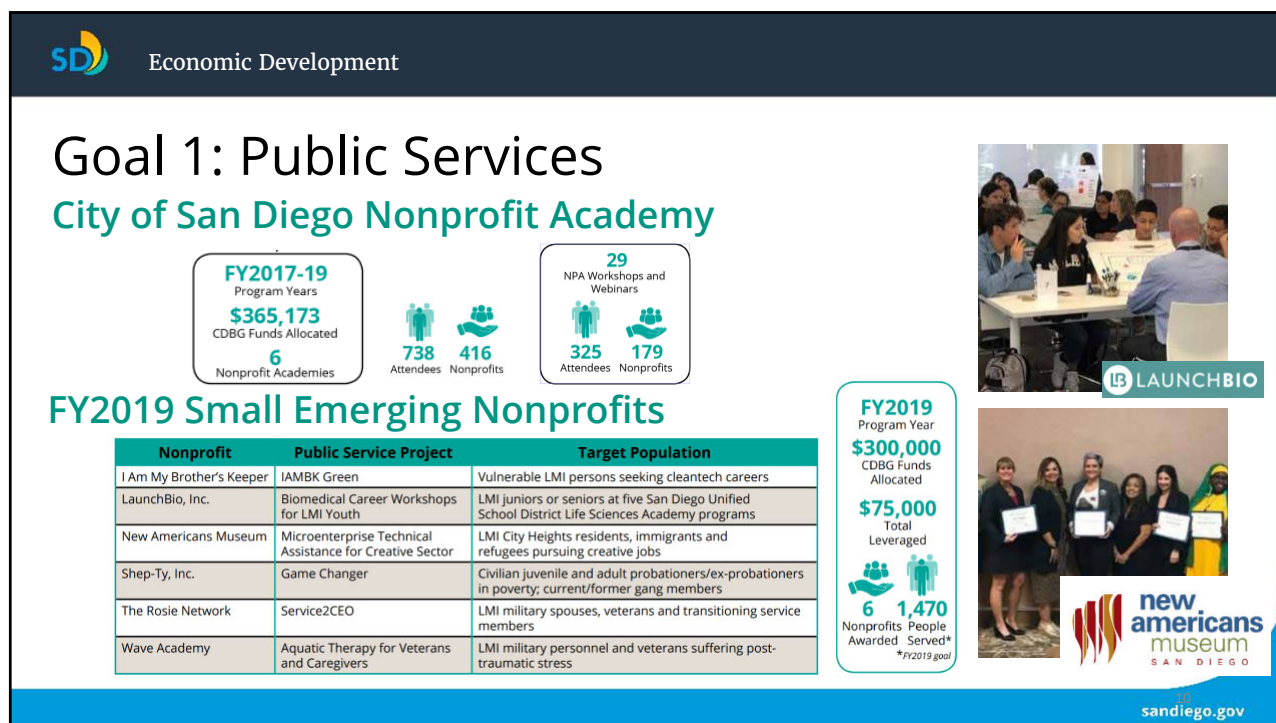 SD
Economic Development
Goal 1: Public Services
City of San Diego Nonprofit Academy
FY2017-19
Program Years
$365,173
CDBG Funds Allocated
6
Nonprofit Academies
738
Attendees
416
Nonprofits
29
NPA Workshops and
Webinars
325
Attendees
179
Nonprofits
LB LAUNCHBIO
FY2019 Small Emerging Nonprofits
Nonprofit Public Service Project Target Population
I Am My Brother's Keeper IAMBK Green Vulnerable LMI persons seeking cleantech careers
LaunchBio, Inc. Biomedical Career Workshops LMI juniors or seniors at five San Diego Unified
for LMI Youth School District Life Sciences Academy programs
New Americans Museum Microenterprise Technical LMI City Heights residents, immigrants and
Assistance for Creative Sector refugees pursuing creative jobs
Shep-Ty, Inc. Game Changer Civilian juvenile and adult probationers/ex-probationers
in poverty; current/former gang members
The Rosie Network Service2CEO LMI military spouses, veterans and transitioning service
members
Wave Academy Aquatic Therapy for Veterans LMI military personnel and veterans suffering post-
and Caregivers traumatic stress
FY2019
Program Year
$300,000
CDBG Funds
Allocated
$75,000
Total
Leveraged
6
Nonprofits
Awarded
1,470
People
Served*
*FY2019 goal
new
americans
museum
SAN DIEGO
10
sandiego.gov